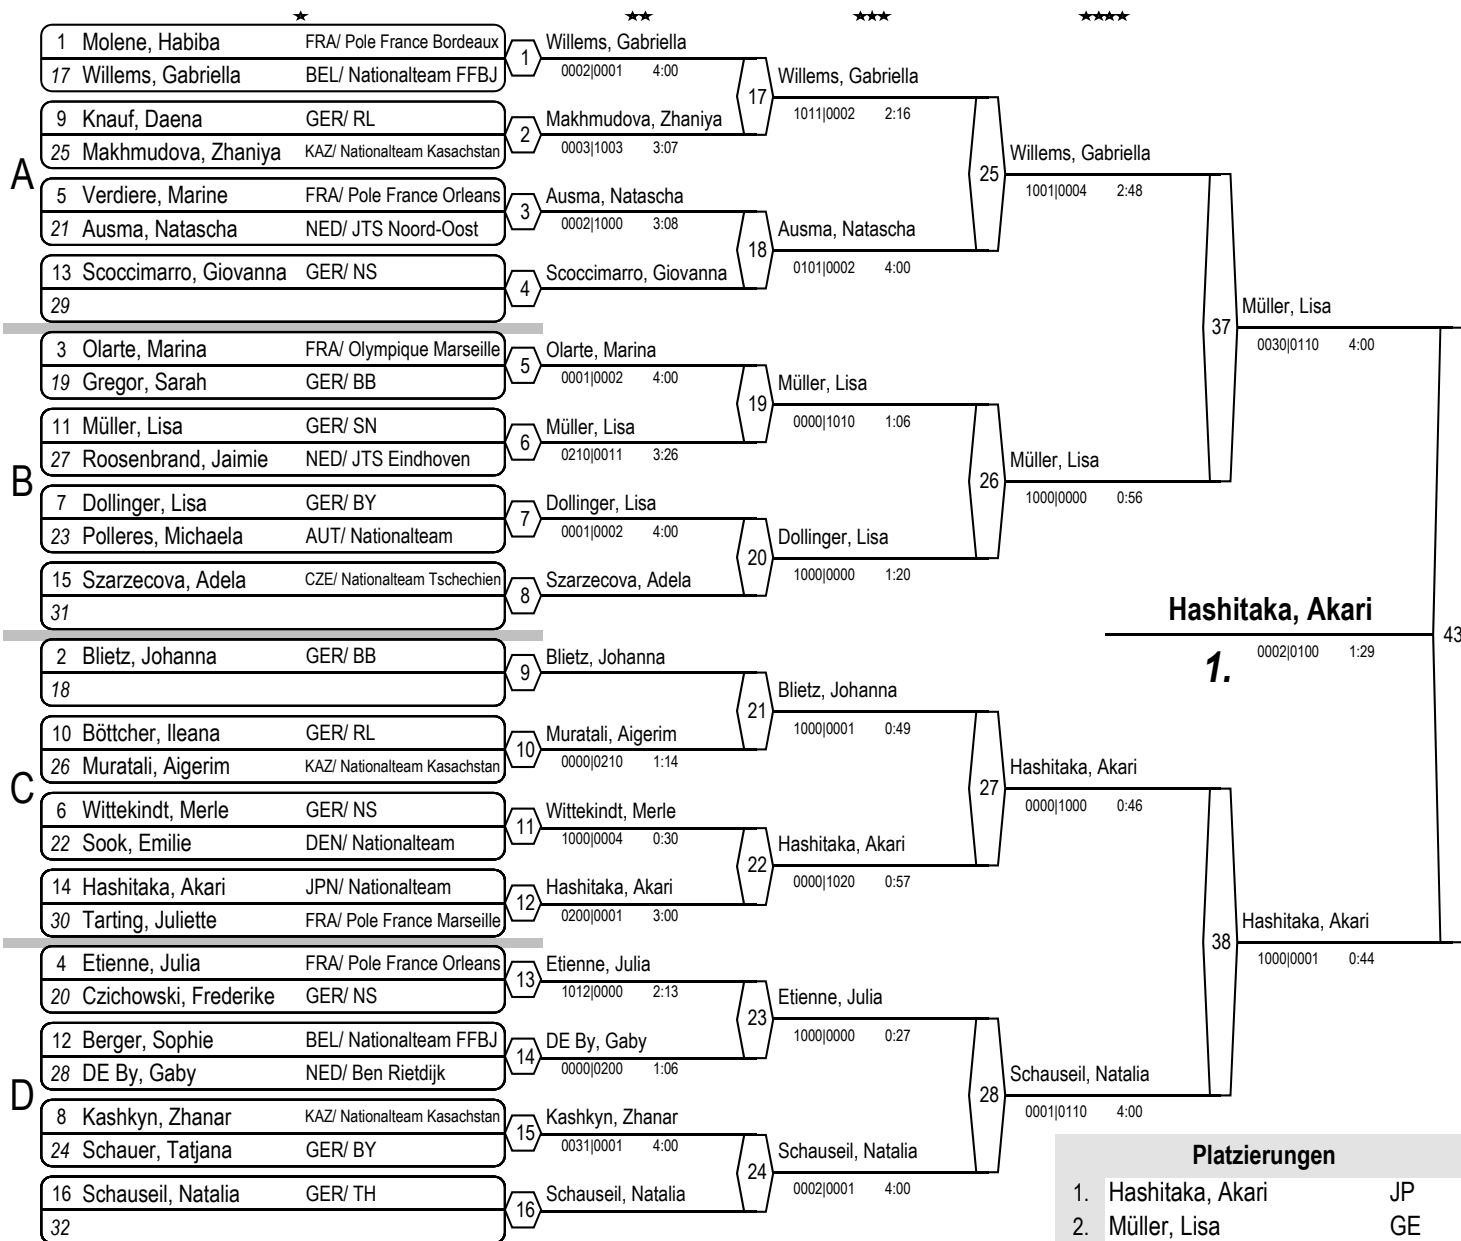 ★ ★★ ★★★ ★★★★
A
1 Molene, Habiba FRA/ Pole France Bordeaux
17 Willems, Gabriella BEL/ Nationalteam FFBJ
9 Knauf, Daena GER/ RL
25 Makhmudova, Zhaniya KAZ/ Nationalteam Kasachstan
5 Verdiere, Marine FRA/ Pole France Orleans
21 Ausma, Natascha NED/ JTS Noord-Oost
13 Scoccimarro, Giovanna GER/ NS
29
B
3 Olarte, Marina FRA/ Olympique Marseille
19 Gregor, Sarah GER/ BB
11 Müller, Lisa GER/ SN
27 Roosenbrand, Jaimie NED/ JTS Eindhoven
7 Dollinger, Lisa GER/ BY
23 Polleres, Michaela AUT/ Nationalteam
15 Szarzecova, Adela CZE/ Nationalteam Tschechien
31
C
2 Blietz, Johanna GER/ BB
18
10 Böttcher, Ileana GER/ RL
26 Muratali, Aigerim KAZ/ Nationalteam Kasachstan
6 Wittekindt, Merle GER/ NS
22 Sook, Emilie DEN/ Nationalteam
14 Hashitaka, Akari JPN/ Nationalteam
30 Tarting, Juliette FRA/ Pole France Marseille
D
4 Etienne, Julia FRA/ Pole France Orleans
20 Czichowski, Frederike GER/ NS
12 Berger, Sophie BEL/ Nationalteam FFBJ
28 DE By, Gaby NED/ Ben Rietdijk
8 Kashkyn, Zhanar KAZ/ Nationalteam Kasachstan
24 Schauer, Tatjana GER/ BY
16 Schauseil, Natalia GER/ TH
32
1 Willems, Gabriella
0002|0001 4:00
2 Makhmudova, Zhaniya
0003|1003 3:07
3 Ausma, Natascha
0002|1000 3:08
4 Scoccimarro, Giovanna
5 Olarte, Marina
0001|0002 4:00
6 Müller, Lisa
0210|0011 3:26
7 Dollinger, Lisa
0001|0002 4:00
8 Szarzecova, Adela
9 Blietz, Johanna
10 Muratali, Aigerim
0000|0210 1:14
11 Wittekindt, Merle
1000|0004 0:30
12 Hashitaka, Akari
0200|0001 3:00
13 Etienne, Julia
1012|0000 2:13
14 DE By, Gaby
0000|0200 1:06
15 Kashkyn, Zhanar
0031|0001 4:00
16 Schauseil, Natalia
17 Willems, Gabriella
1011|0002 2:16
18 Ausma, Natascha
0101|0002 4:00
19 Müller, Lisa
0000|1010 1:06
20 Dollinger, Lisa
1000|0000 1:20
21 Blietz, Johanna
1000|0001 0:49
22 Hashitaka, Akari
0000|1020 0:57
23 Etienne, Julia
1000|0000 0:27
24 Schauseil, Natalia
0002|0001 4:00
25 Willems, Gabriella
1001|0004 2:48
26 Müller, Lisa
1000|0000 0:56
27 Hashitaka, Akari
0000|1000 0:46
28 Schauseil, Natalia
0001|0110 4:00
37 Müller, Lisa
0030|0110 4:00
38 Hashitaka, Akari
1000|0001 0:44
Hashitaka, Akari
43
1. 0002|0100 1:29
Platzierungen
1. Hashitaka, Akari JP
2. Müller, Lisa GE